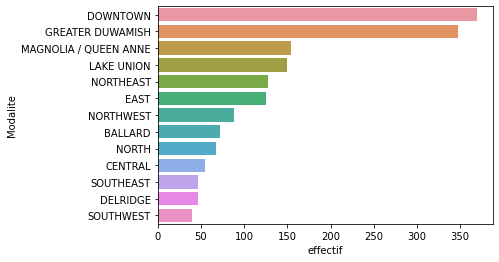 DOWNTOWN
GREATER DUWAMISH
MAGNOLIA / QUEEN ANNE
LAKE UNION
NORTHEAST
EAST
NORTHWEST
BALLARD
NORTH
CENTRAL
SOUTHEAST
DELRIDGE
SOUTHWEST
Modalite
0 50 100 150 200 250 300 350
effectif